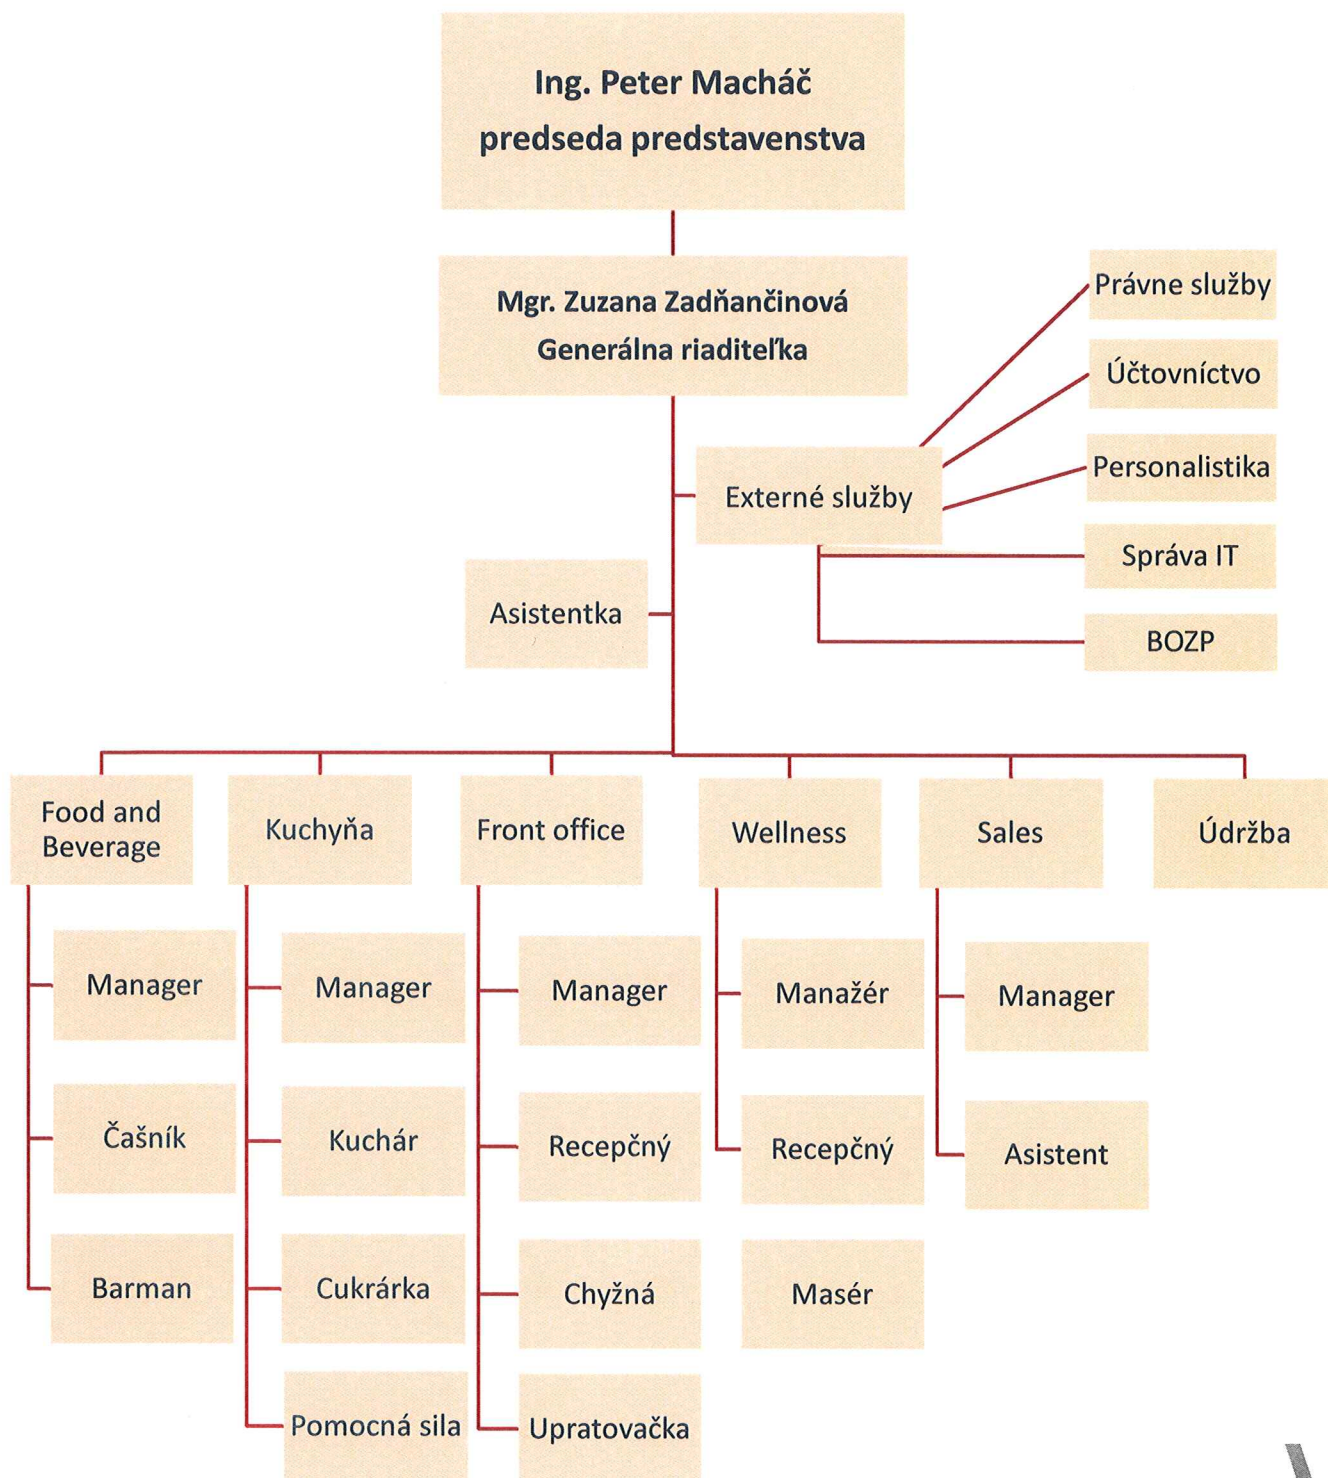 Ing. Peter Macháč
predseda predstavenstva
Mgr. Zuzana Zadňančinová
Generálna riaditeľka
Právne služby
Účtovníctvo
Personalistika
Externé služby
Správa IT
BOZP
Asistentka
Food and
Beverage
Kuchyňa
Front office
Wellness
Sales
Údržba
Manager
Manager
Manager
Manažér
Manager
Čašník
Kuchár
Recepčný
Recepčný
Asistent
Barman
Cukrárka
Chyžná
Masér
Pomocná sila
Upratovačka